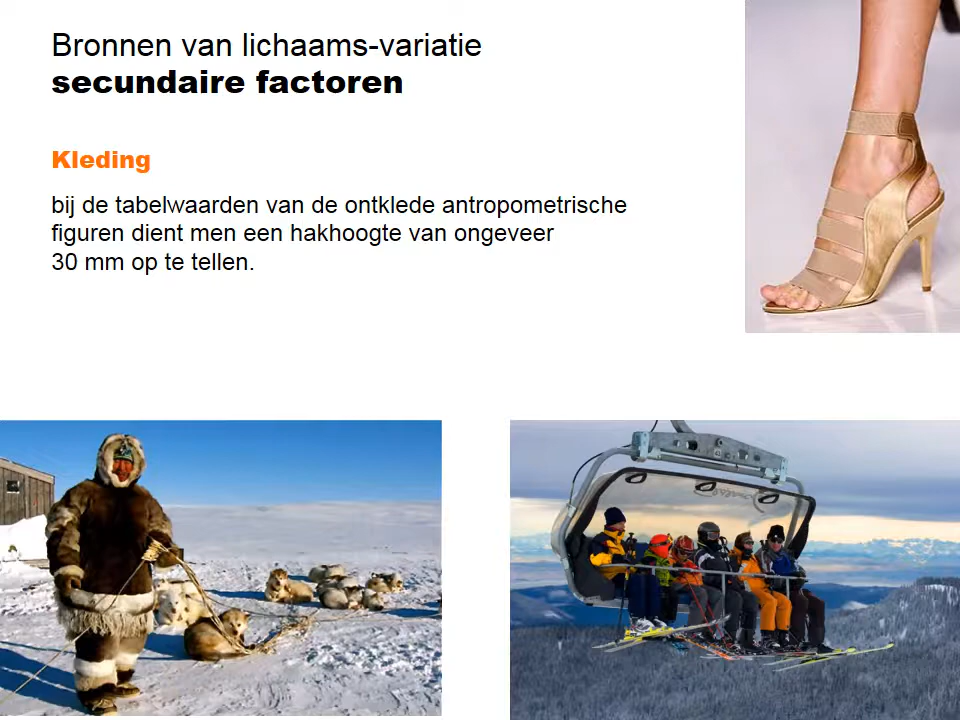 Bronnen van lichaams-variatie
secundaire factoren
Kleding
bij de tabelwaarden van de ontklede antropometrische
figuren dient men een hakhoogte van ongeveer
30 mm op te tellen.